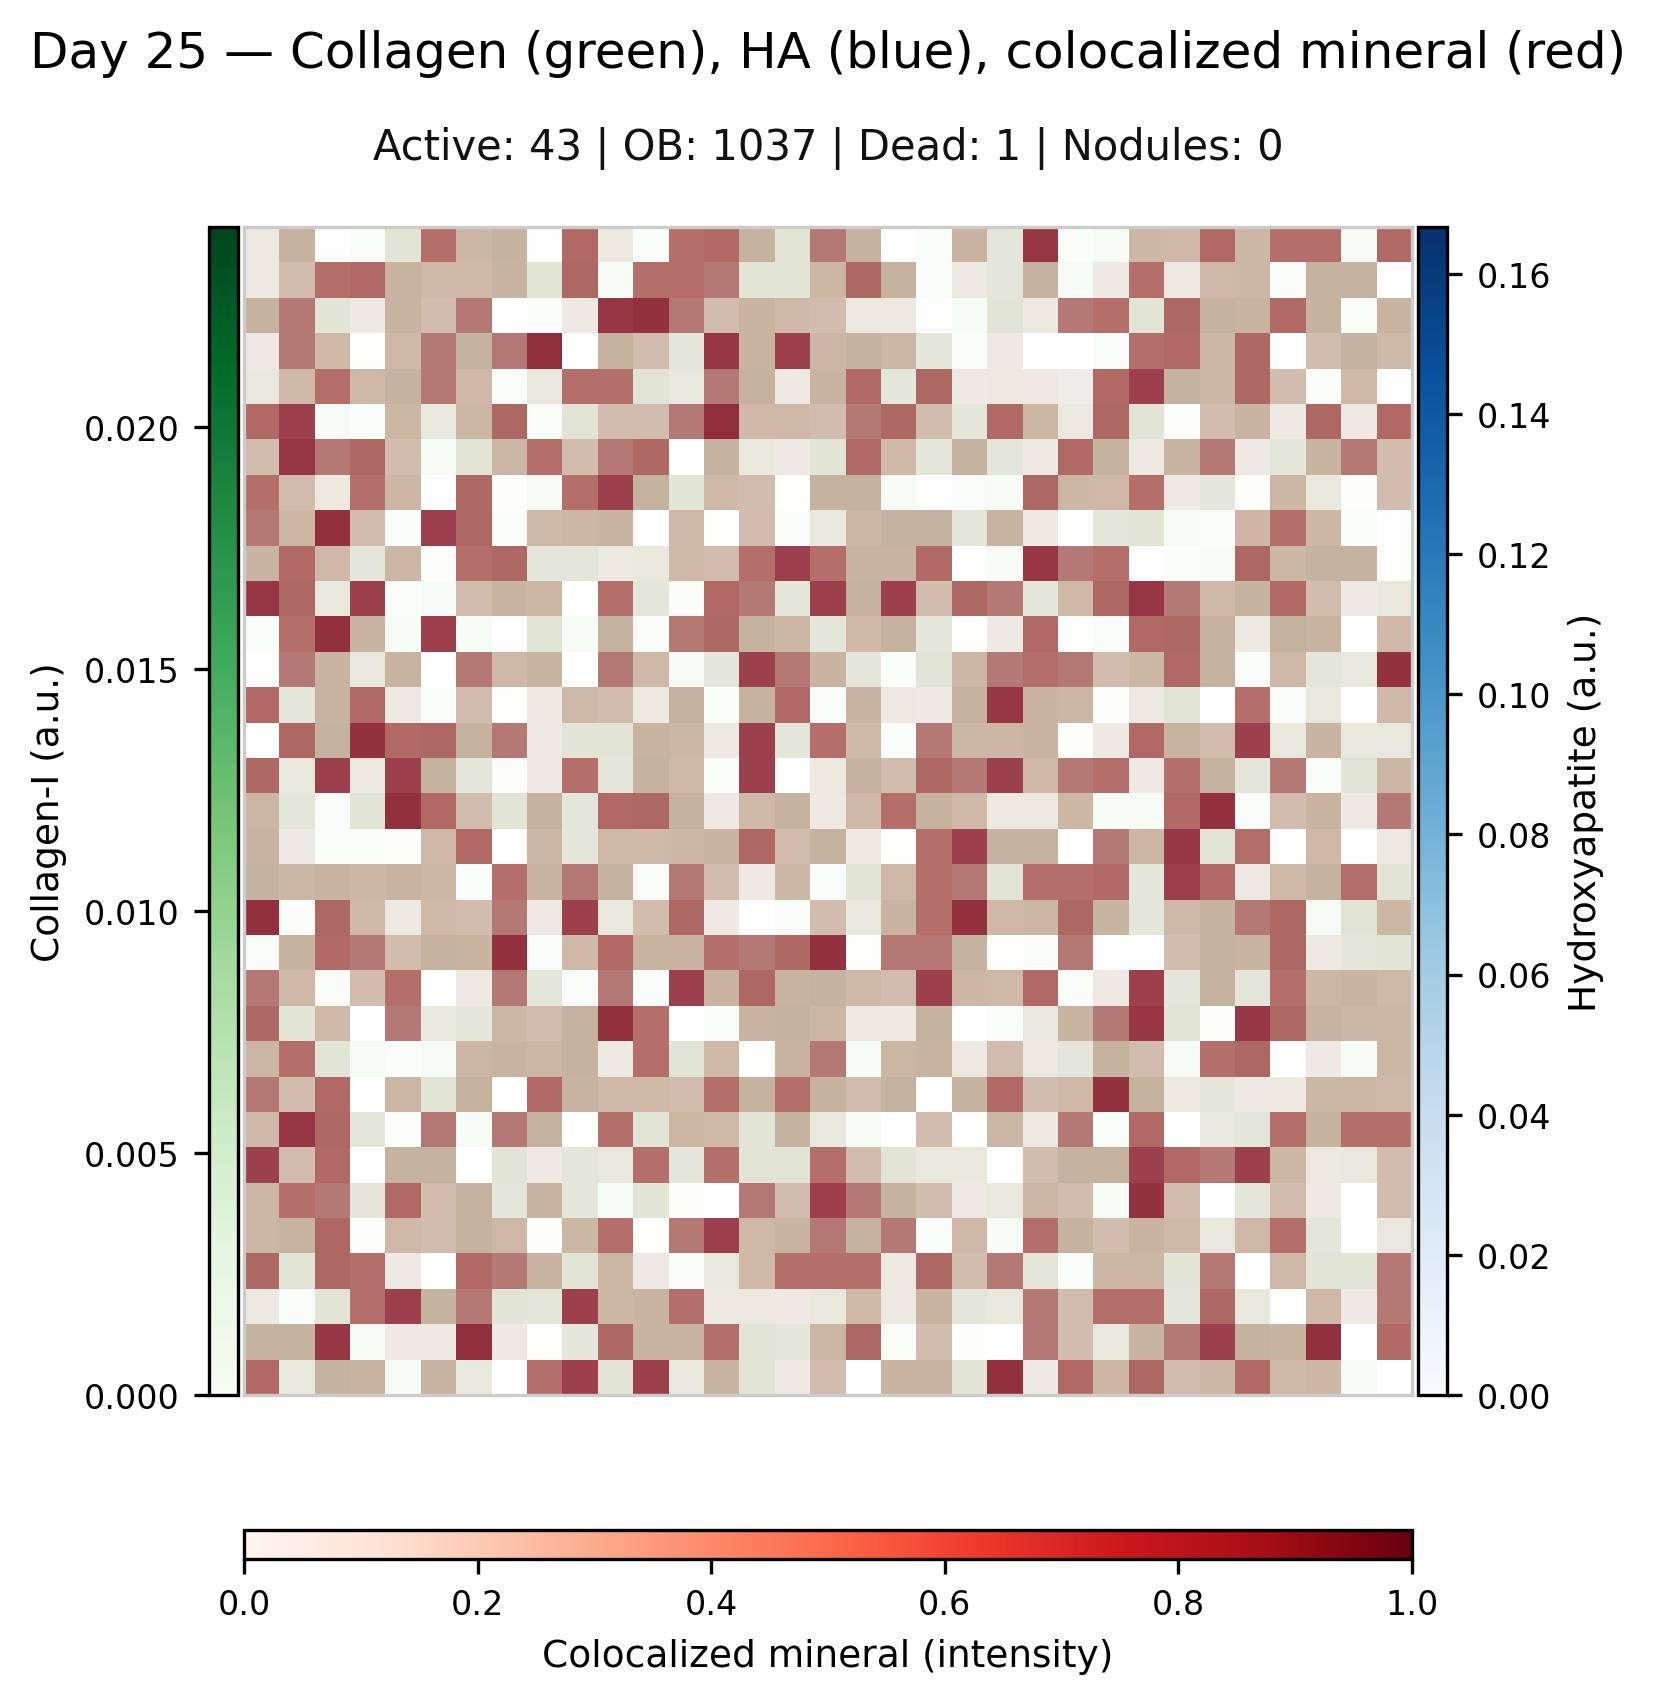 Day 25 — Collagen (green), HA (blue), colocalized mineral (red)
Active: 43 | OB: 1037 | Dead: 1 | Nodules: 0
Collagen-I (a.u.)
0.020
0.015
0.010
0.005
0.000
0.16
0.14
0.12
0.10
0.08
0.06
0.04
0.02
0.00
Hydroxyapatite (a.u.)
0.0 0.2 0.4 0.6 0.8 1.0
Colocalized mineral (intensity)